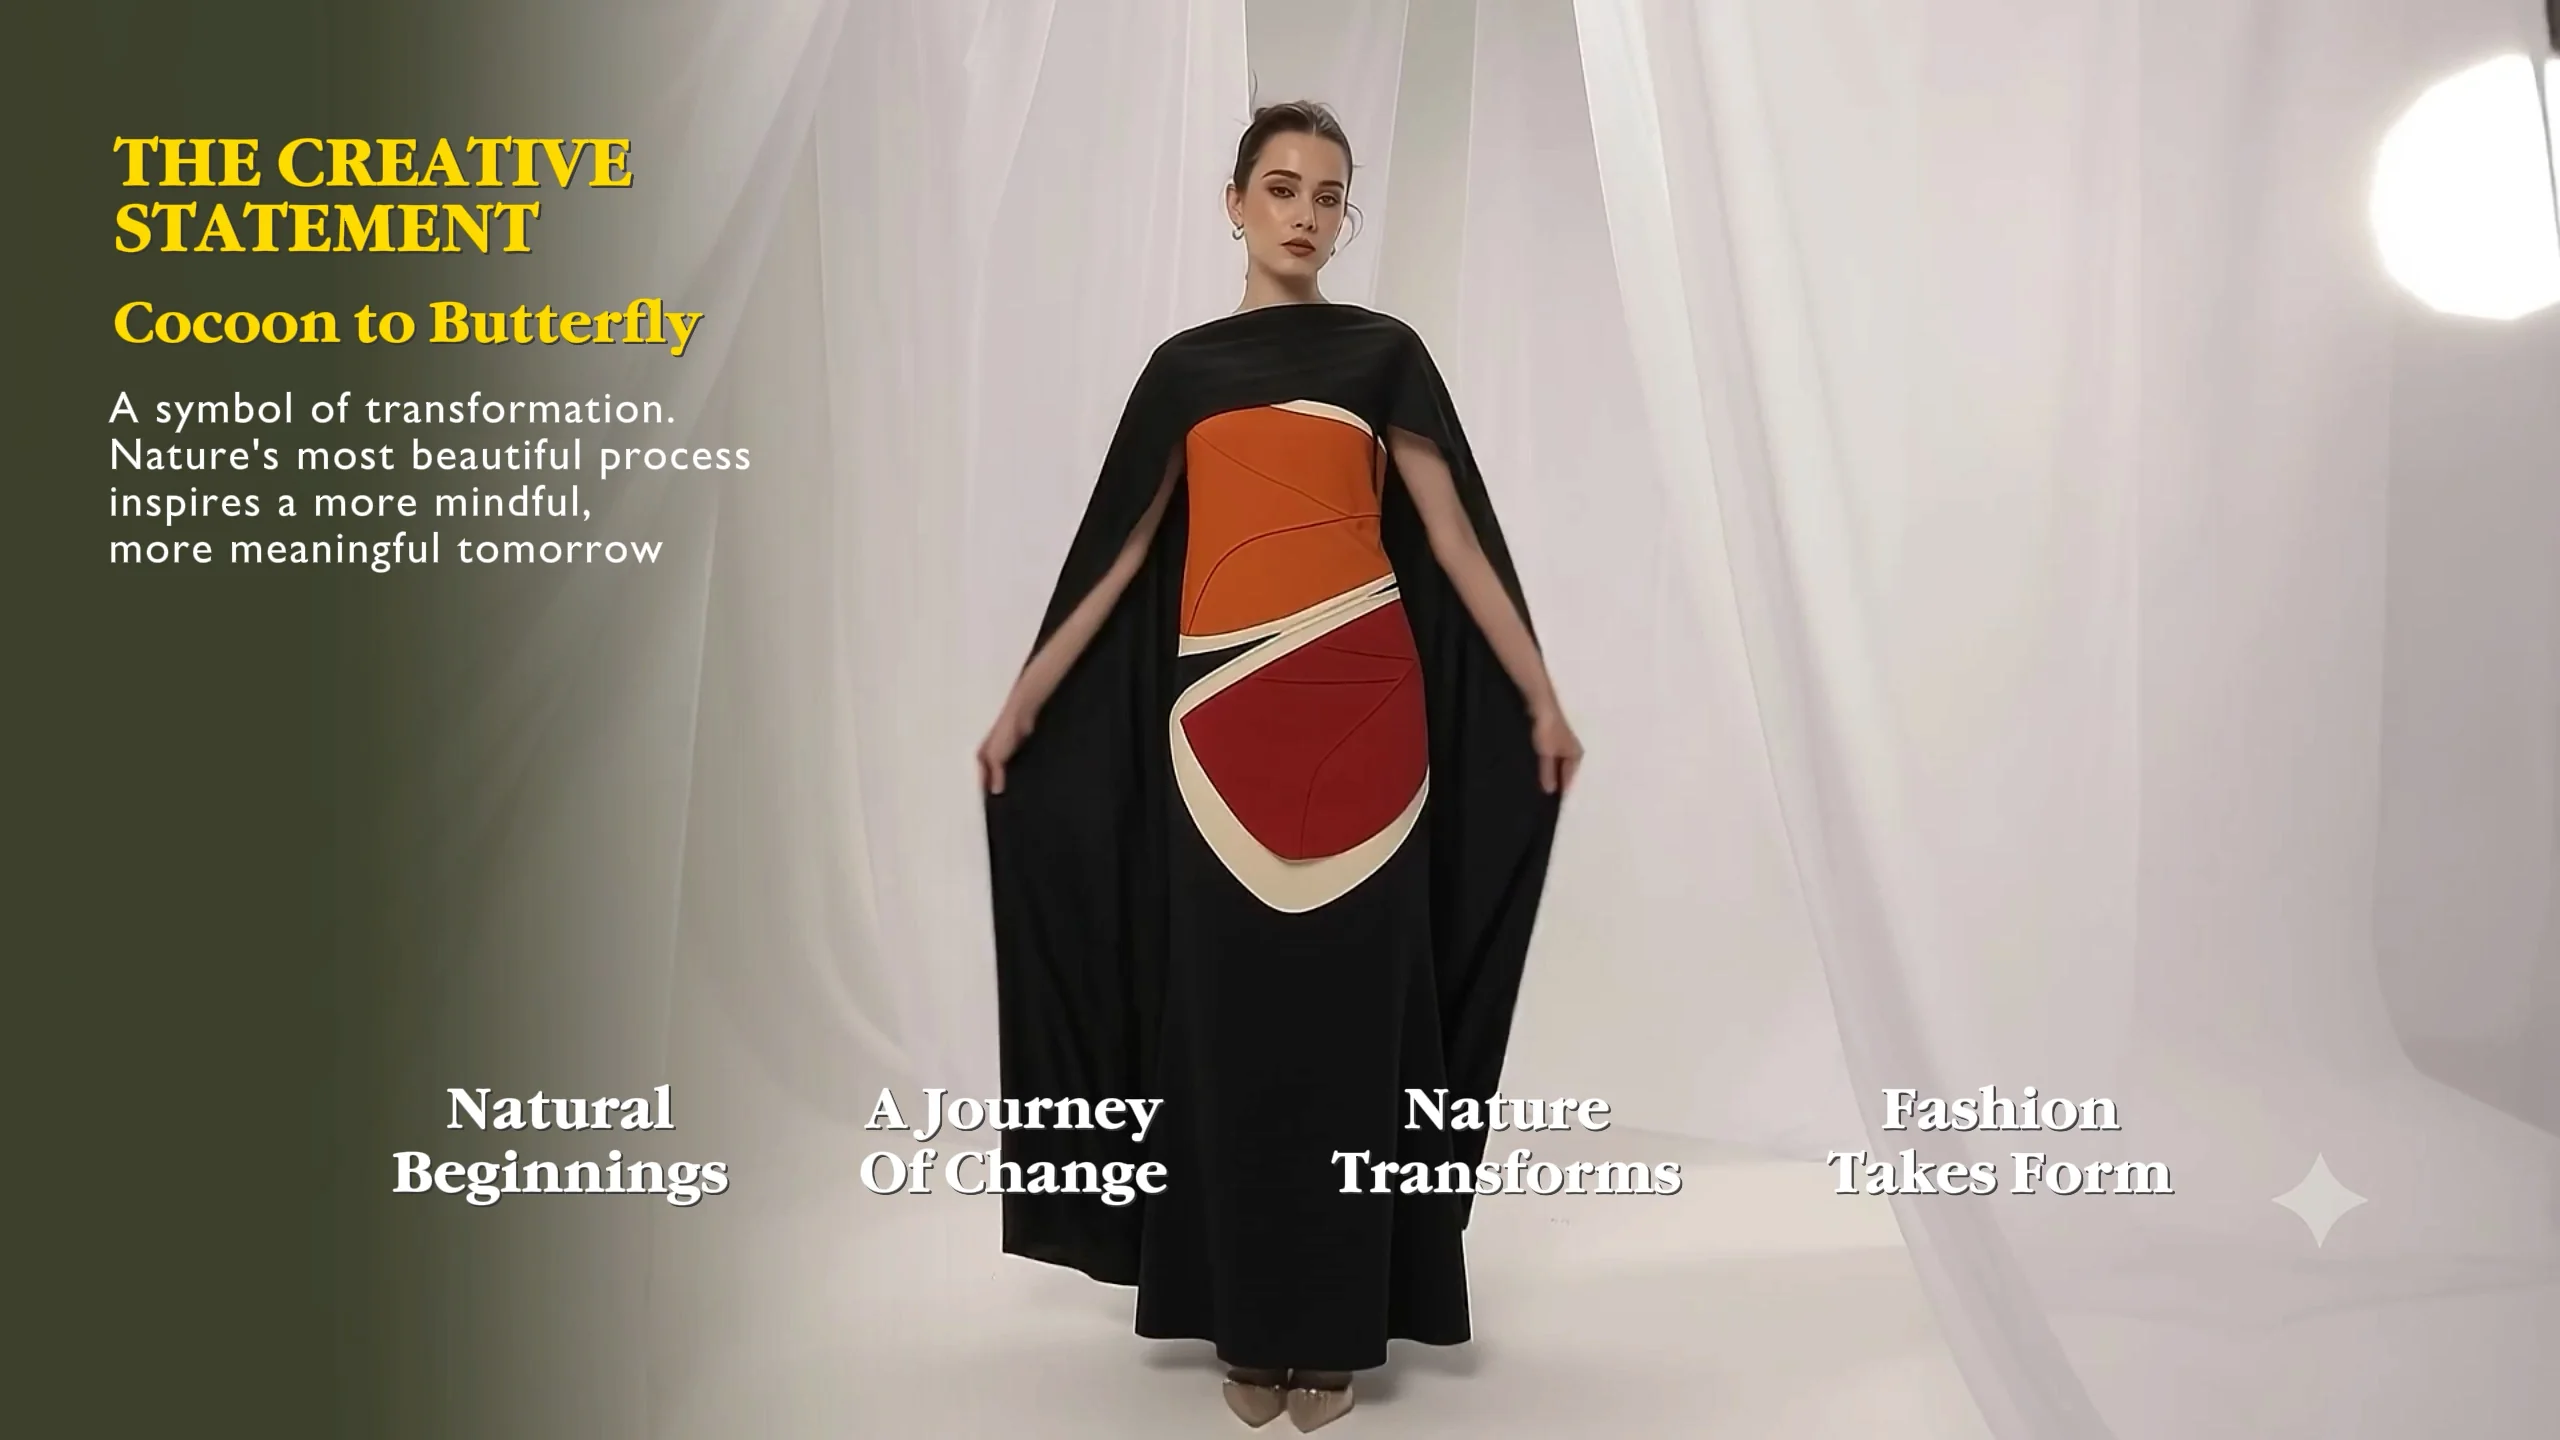 THE CREATIVE
STATEMENT
Cocoon to Butterfly
A symbol of transformation.
Nature's most beautiful process
inspires a more mindful,
more meaningful tomorrow
Natural
Beginnings
A Journey
Of Change
Nature
Transforms
Fashion
Takes Form